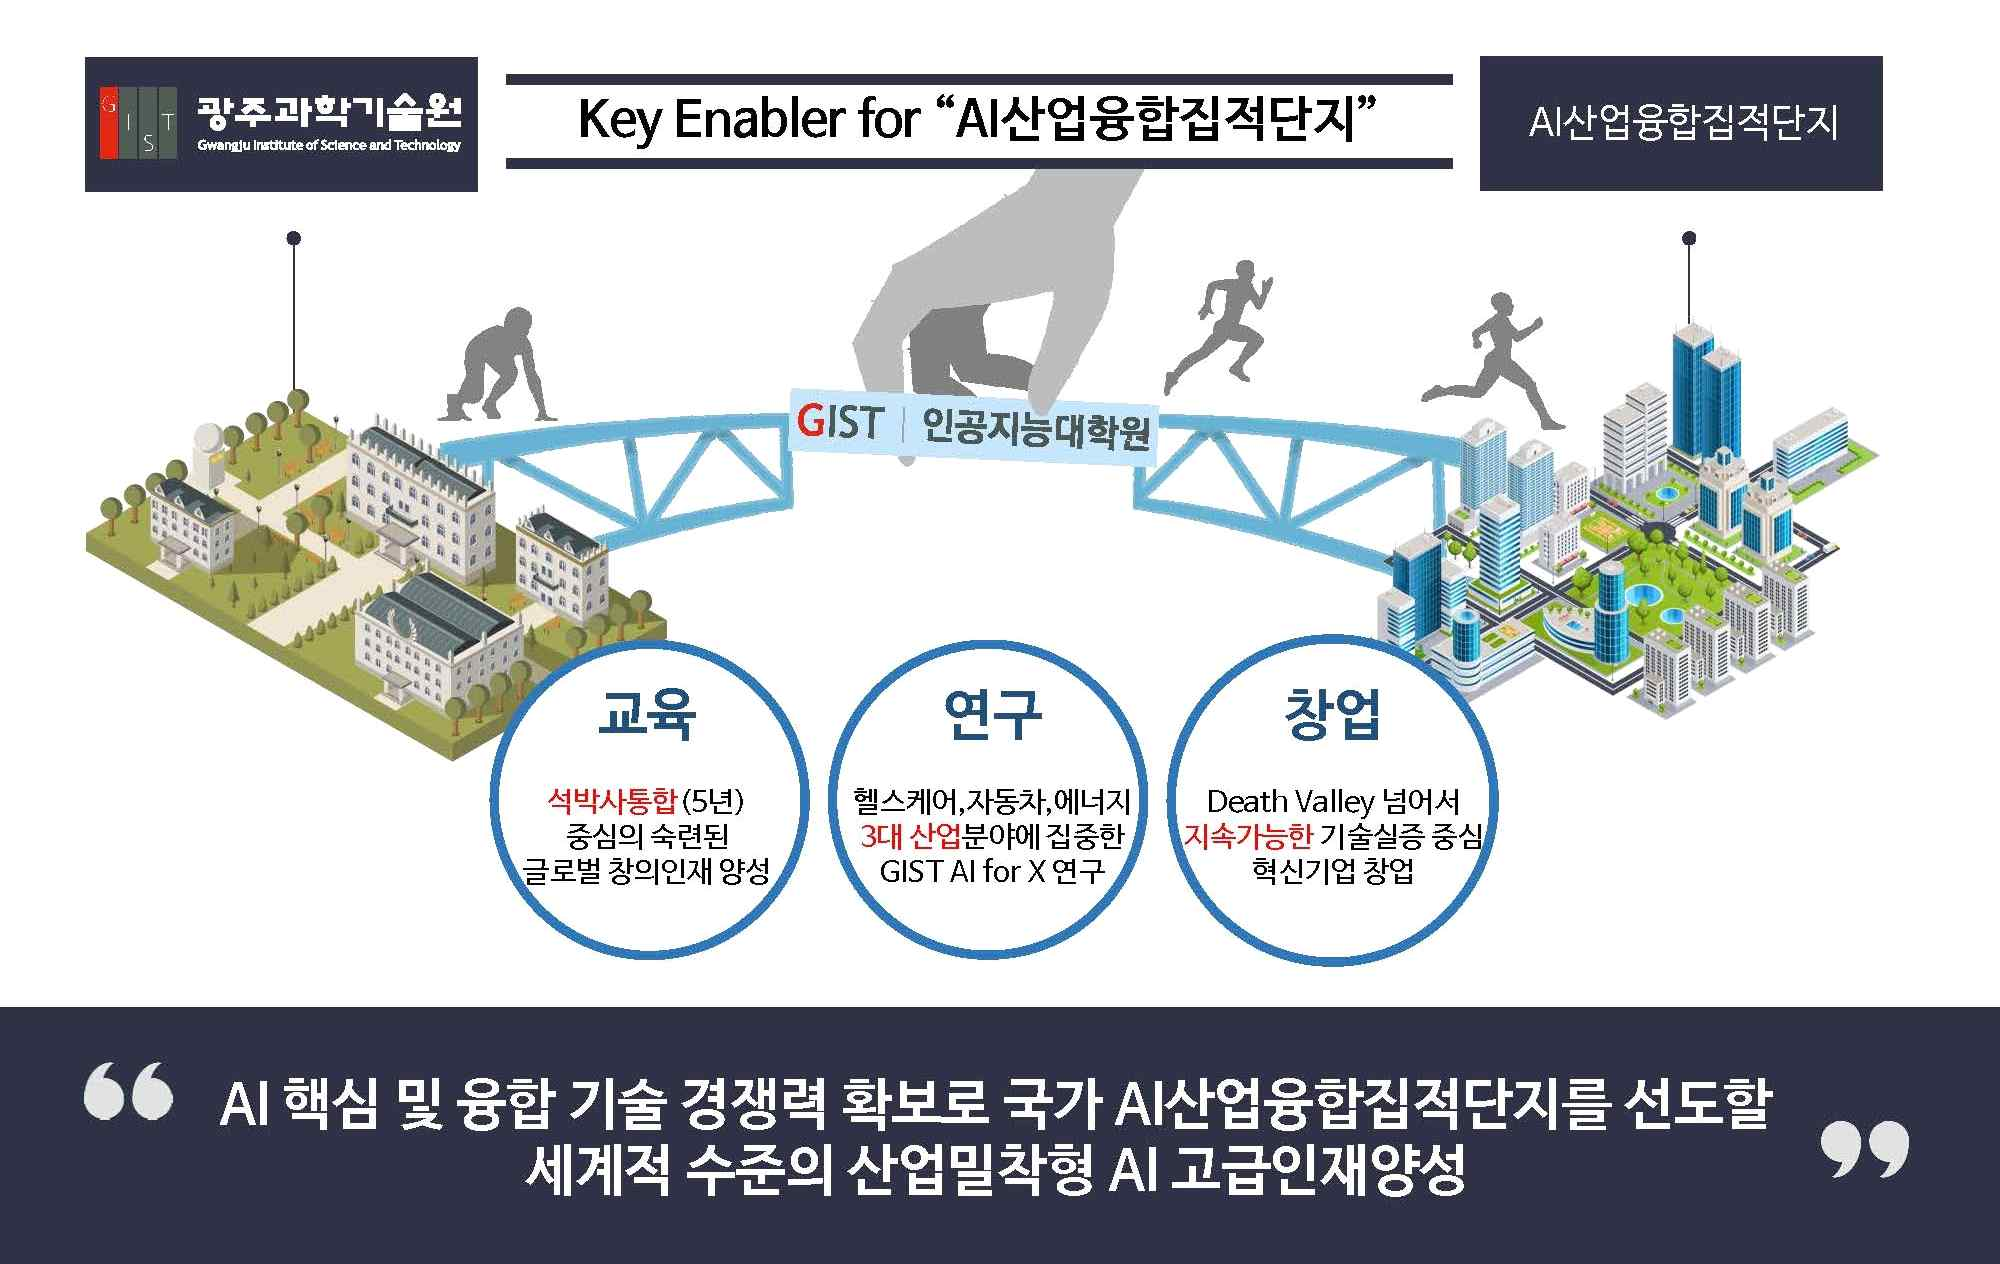 GIST
광주과학기술원
Gwangju Institute of Science and Technology
Key Enabler for “AI산업융합집적단지”
AI산업융합집적단지
GIST | 인공지능대학원
교육
석박사통합(5년)
중심의 숙련된
글로벌 창의인재 양성
연구
헬스케어,자동차,에너지
3대 산업분야에 집중한
GIST AI for X 연구
창업
Death Valley 넘어서
지속가능한 기술실증 중심
혁신기업 창업
“ AI 핵심 및 융합 기술 경쟁력 확보로 국가 AI산업융합집적단지를 선도할
세계적 수준의 산업밀착형 AI 고급인재양성 ”